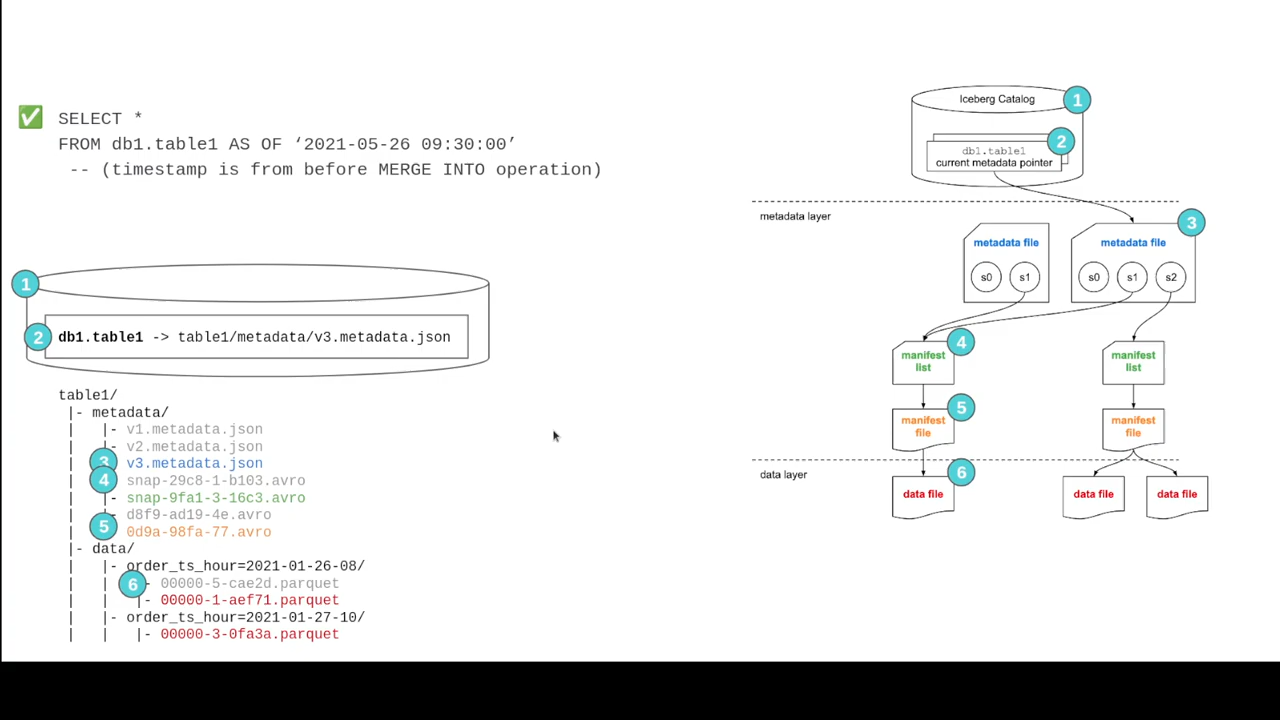 SELECT *
FROM db1.table1 AS OF ‘2021-05-26 09:30:00’
-- (timestamp is from before MERGE INTO operation)
1
2
db1.table1 -> table1/metadata/v3.metadata.json
table1/
|- metadata/
| |- v1.metadata.json
| |- v2.metadata.json
| 3 v3.metadata.json
| 4 snap-29c8-1-b103.avro
| |- snap-9fa1-3-16c3.avro
| |- d8f9-ad19-4e.avro
| 5 0d9a-98fa-77.avro
|- data/
| |- order_ts_hour=2021-01-26-08/
| | 6 |- 00000-5-cae2d.parquet
| | |- 00000-1-aef71.parquet
| |- order_ts_hour=2021-01-27-10/
| | |- 00000-3-0fa3a.parquet
Iceberg Catalog
1
2
db1.table1
current metadata pointer
metadata layer
3
metadata file
metadata file
s0 s1
s0 s1 s2
4
manifest
list
manifest
list
5
manifest
file
manifest
file
data layer
6
data file
data file
data file